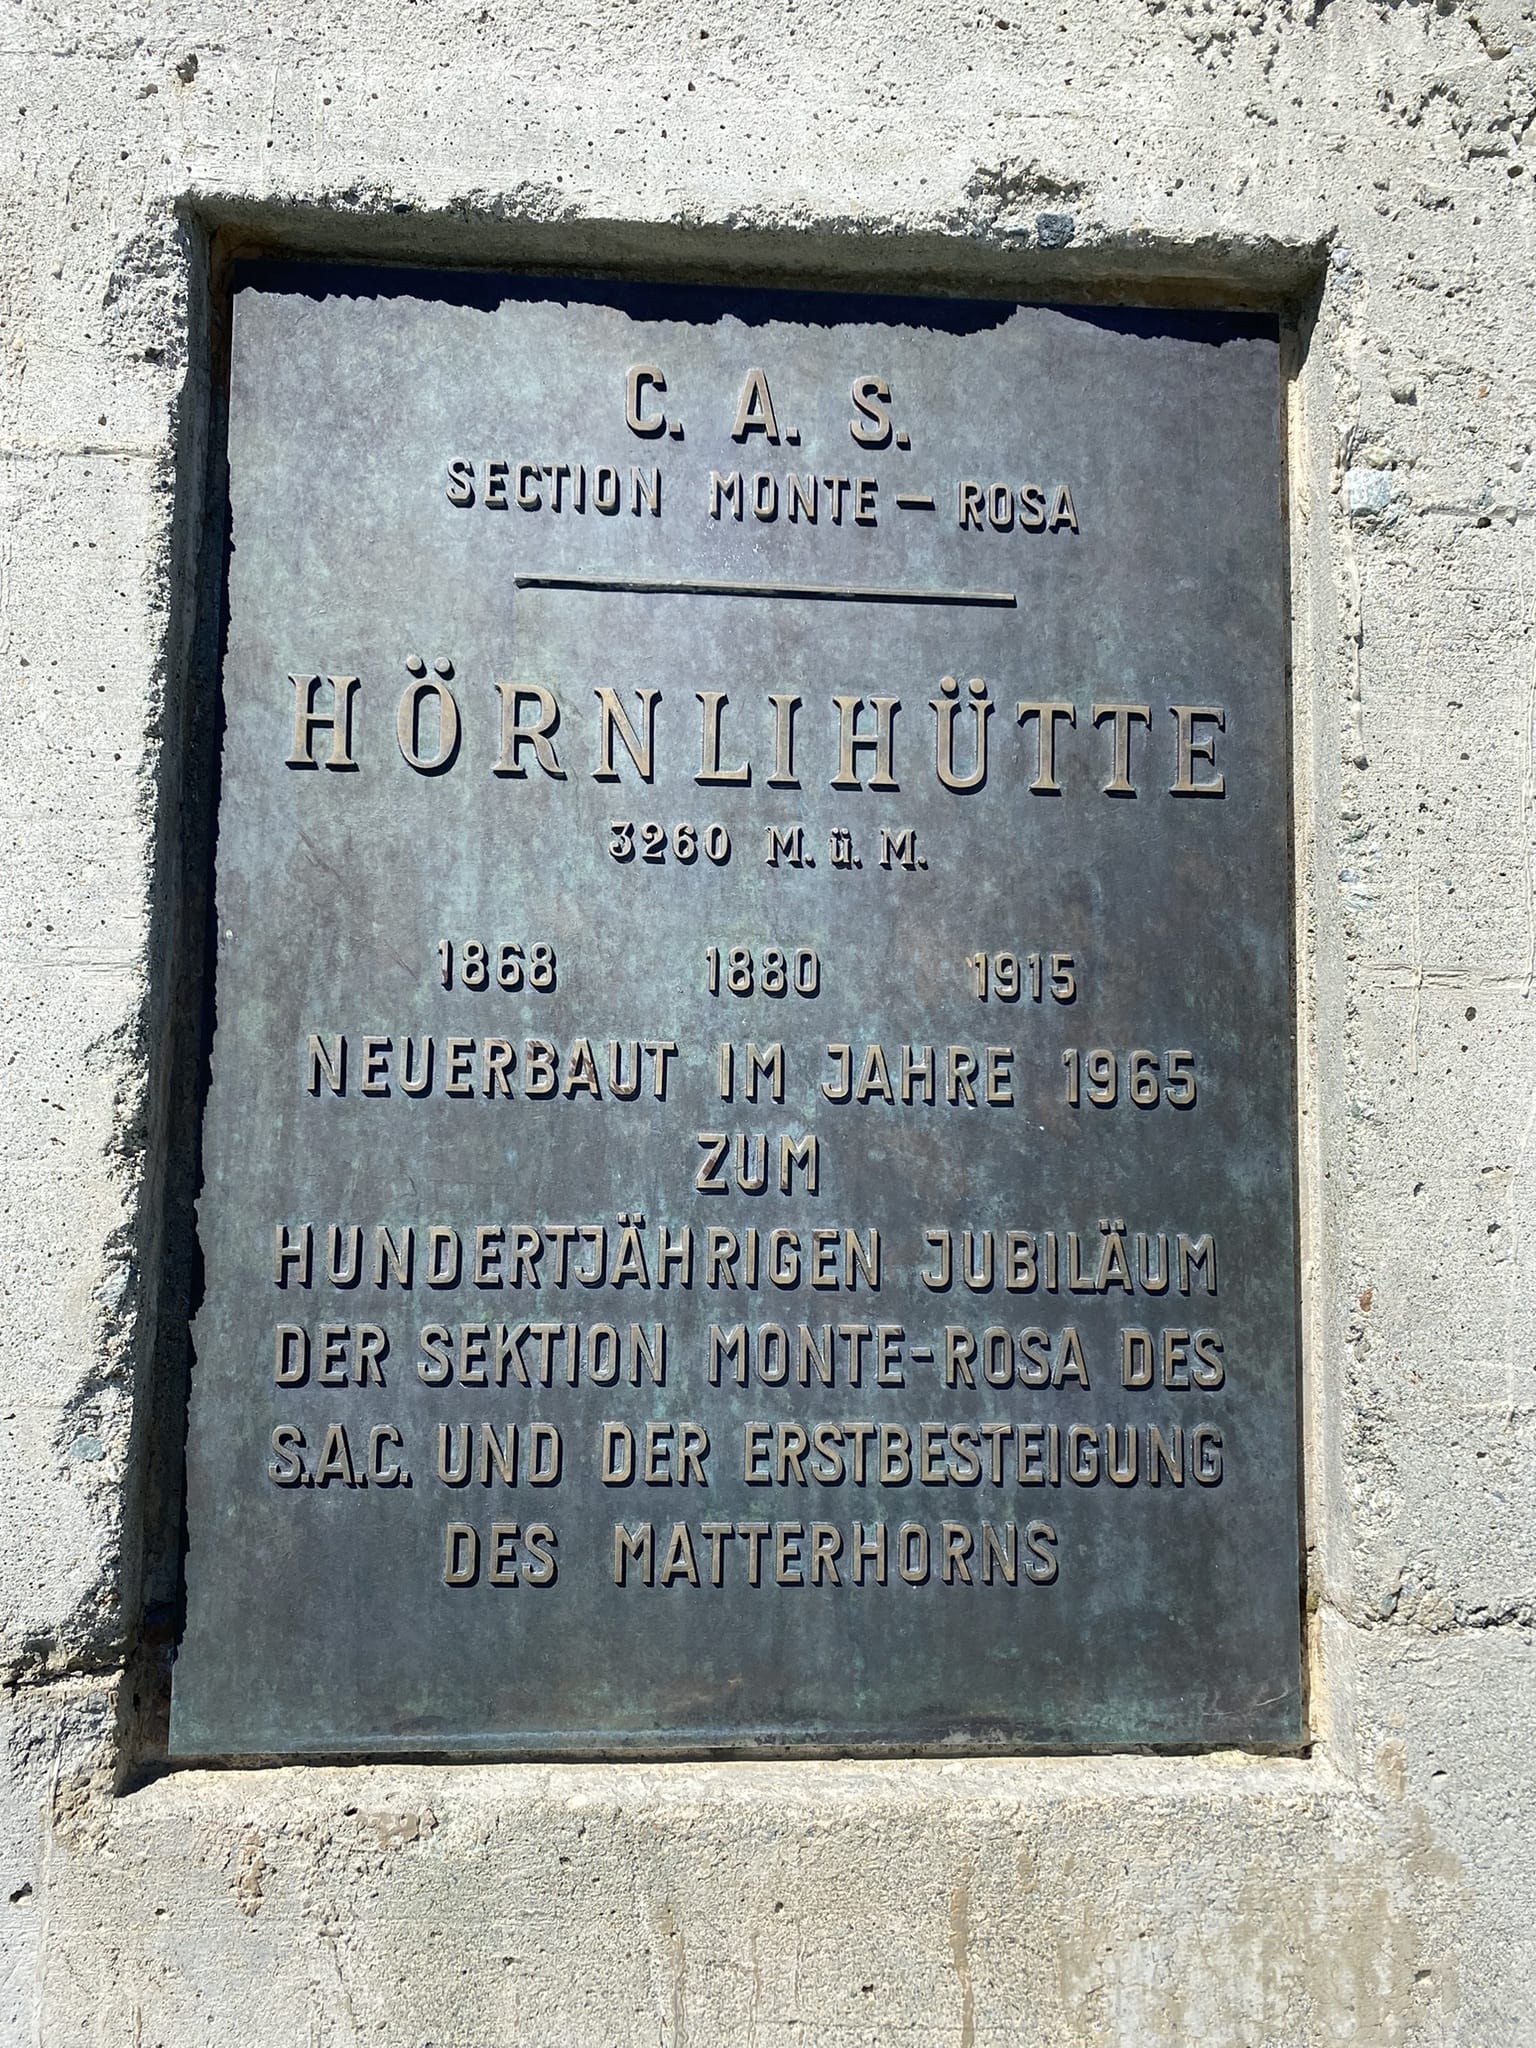 C. A. S.
SECTION MONTE-ROSA
HÖRNLIHÜTTE
3260 M. ü. M.
1868 1880 1915
NEUERBAUT IM JAHRE 1965
ZUM
HUNDERTJÄHRIGEN JUBILÄUM
DER SEKTION MONTE-ROSA DES
S.A.C. UND DER ERSTBESTEIGUNG
DES MATTERHORNS